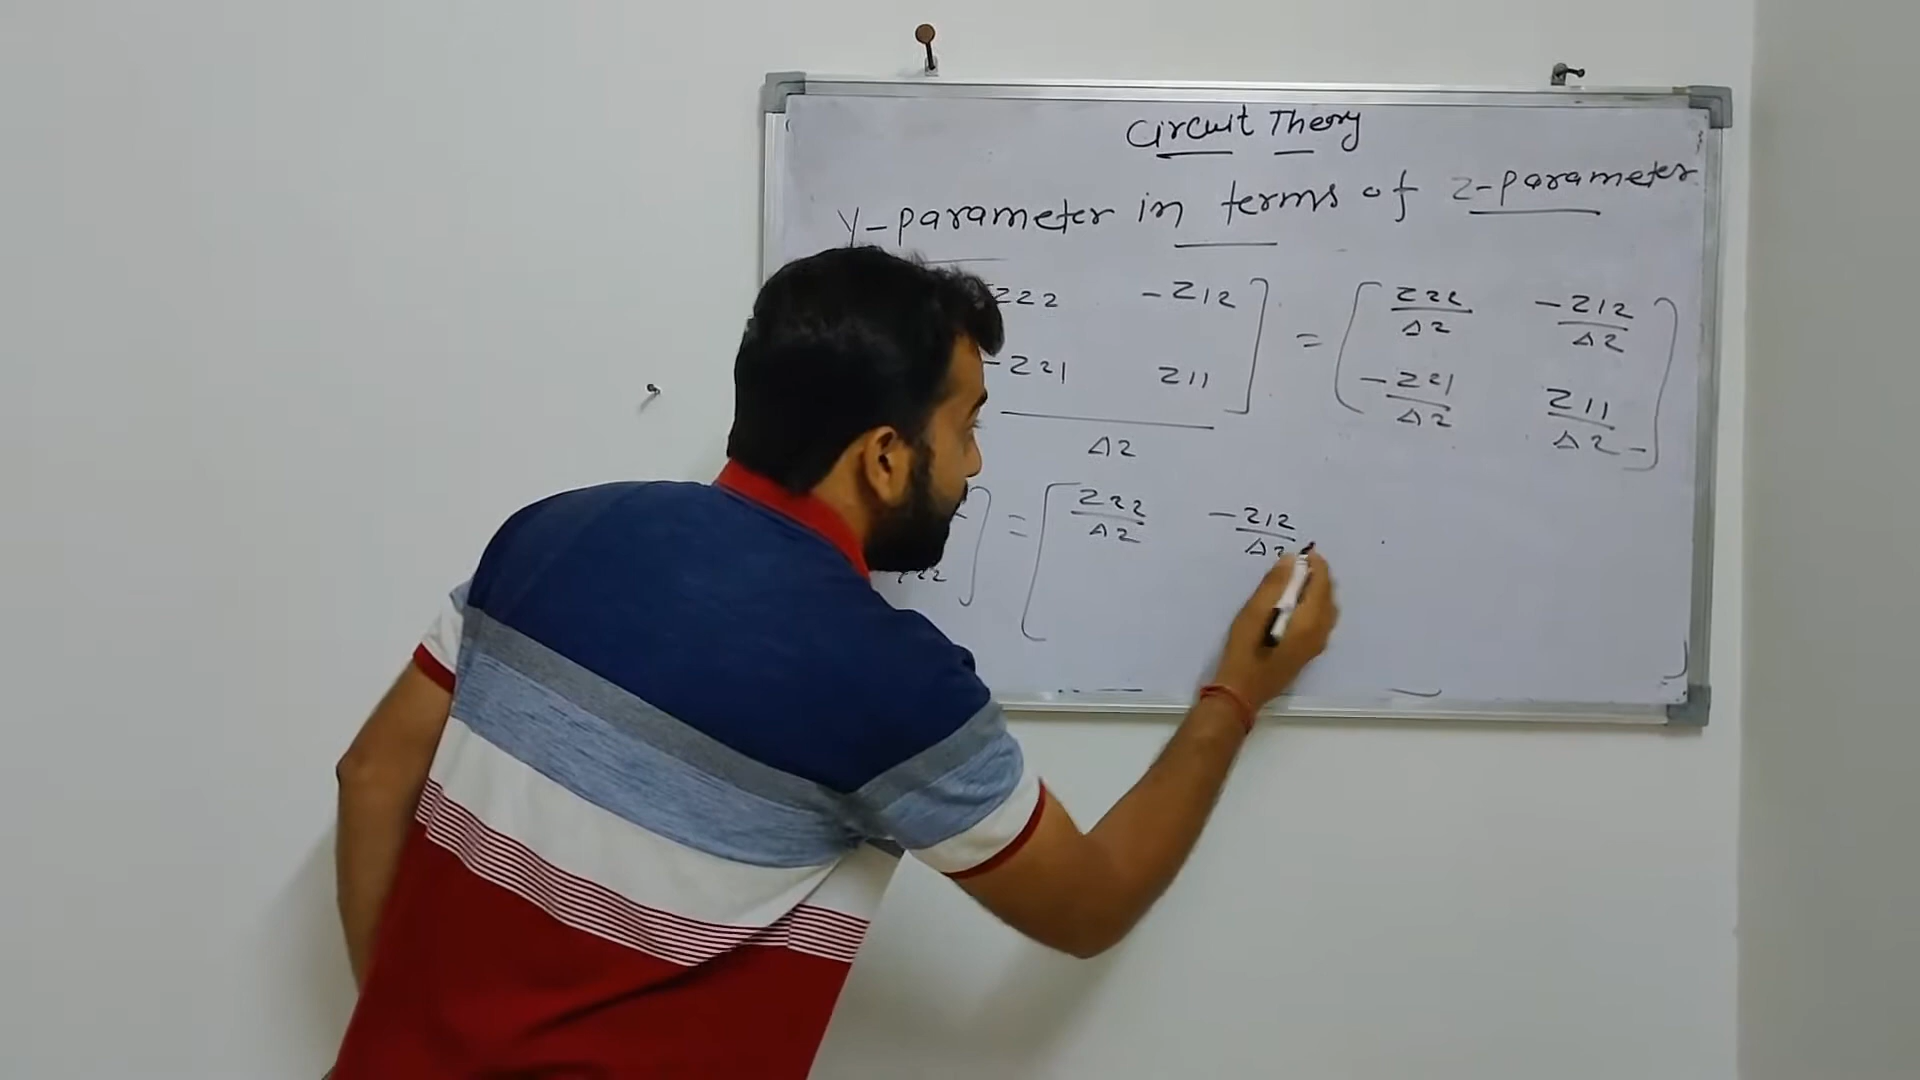 Circuit Theory
Y-parameter in terms of Z-parameter
Z22 -Z12 ] = [ Z22/ΔZ -Z12/ΔZ
-Z21 Z11 -Z21/ΔZ Z11/ΔZ ]
ΔZ
] = [ Z22/ΔZ -Z12/ΔZ
Y22